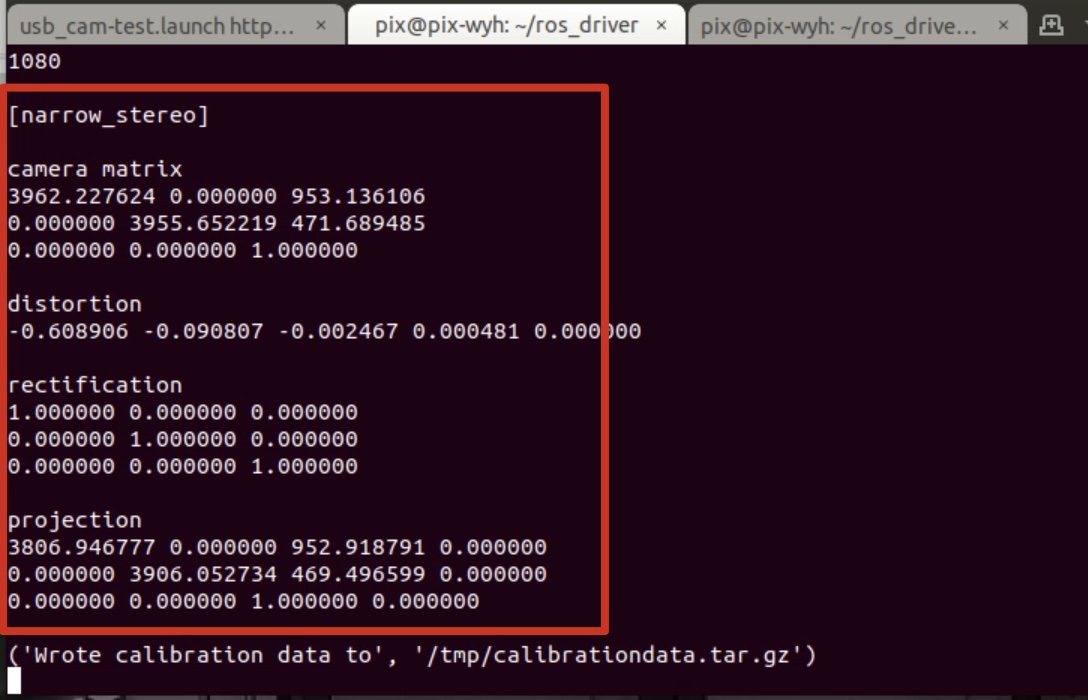 usb_cam-test.launch http... × pix@pix-wyh: ~/ros_driver × pix@pix-wyh: ~/ros_drive... ×
1080
[narrow_stereo]
camera matrix
3962.227624 0.000000 953.136106
0.000000 3955.652219 471.689485
0.000000 0.000000 1.000000
distortion
-0.608906 -0.090807 -0.002467 0.000481 0.000000
rectification
1.000000 0.000000 0.000000
0.000000 1.000000 0.000000
0.000000 0.000000 1.000000
projection
3806.946777 0.000000 952.918791 0.000000
0.000000 3906.052734 469.496599 0.000000
0.000000 0.000000 1.000000 0.000000
('Wrote calibration data to', '/tmp/calibrationdata.tar.gz')